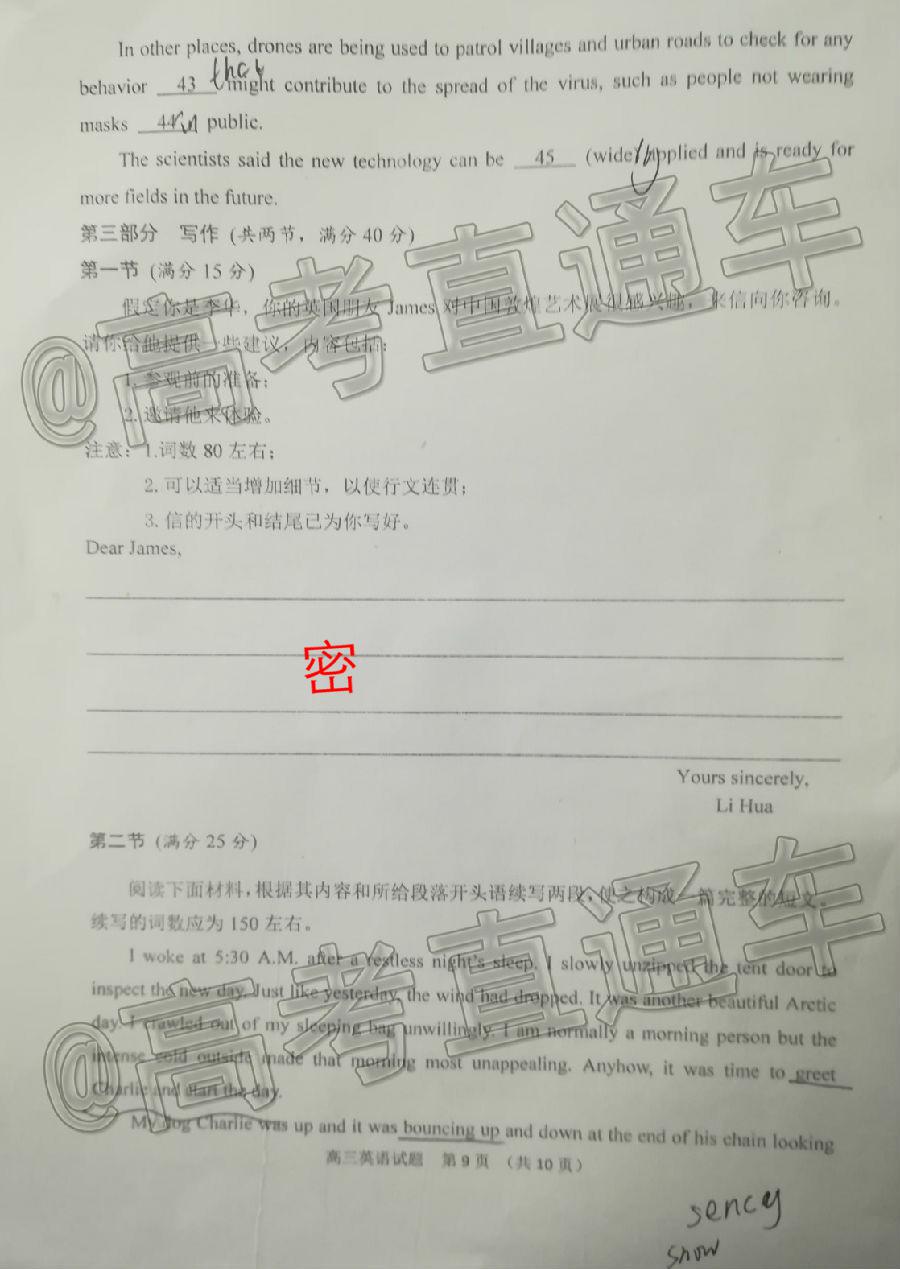 In other places, drones are being used to patrol villages and urban roads to check for any
that
behavior 43 might contribute to the spread of the virus, such as people not wearing
masks 44 in public.
The scientists said the new technology can be 45 (wide) applied and is ready for
ly
more fields in the future.
第三部分 写作 (共两节，满分 40 分)
第一节 (满分 15 分)
假定你是李华，你的英国朋友 James 对中国敦煌艺术展很感兴趣，来信向你咨询。
请你给他提供一些建议，内容包括：
1. 参观前的准备；
2. 邀请他来体验。
@高考直通车
注意：1.词数 80 左右；
2. 可以适当增加细节，以使行文连贯；
3. 信的开头和结尾已为你写好。
Dear James,
密
Yours sincerely,
Li Hua
第二节 (满分 25 分)
阅读下面材料，根据其内容和所给段落开头语续写两段，使之构成一篇完整的短文。
续写的词数应为 150 左右。
I woke at 5:30 A.M. after a restless night's sleep. I slowly unzipped the tent door to
inspect the new day. Just like yesterday, the wind had dropped. It was another beautiful Arctic
day. I crawled out of my sleeping bag unwillingly. I am normally a morning person but the
intense cold outside made that morning most unappealing. Anyhow, it was time to greet
Charlie and start the day.
@高考直通车
My dog Charlie was up and it was bouncing up and down at the end of his chain looking
高三英语试题 第 9 页 （共 10 页）
sency
snow